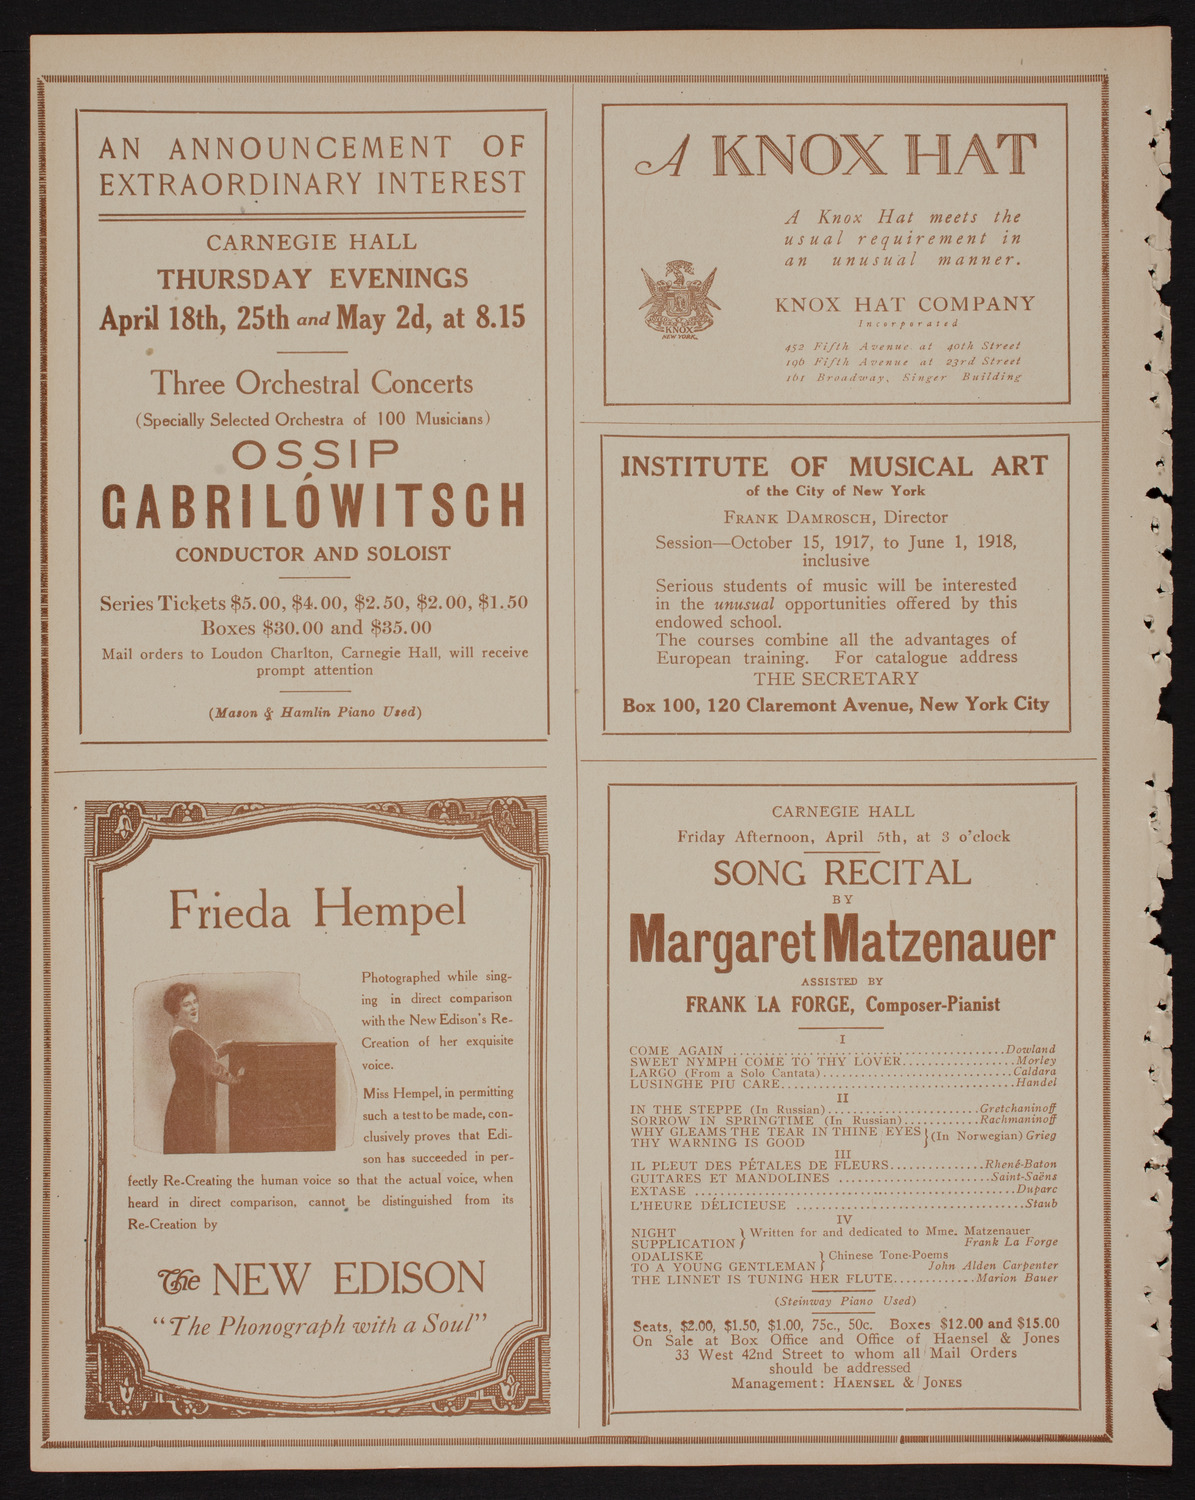 AN ANNOUNCEMENT OF
EXTRAORDINARY INTEREST
CARNEGIE HALL
THURSDAY EVENINGS
April 18th, 25th and May 2d, at 8.15
Three Orchestral Concerts
(Specially Selected Orchestra of 100 Musicians)
OSSIP
GABRILÓWITSCH
CONDUCTOR AND SOLOIST
Series Tickets $5.00, $4.00, $2.50, $2.00, $1.50
Boxes $30.00 and $35.00
Mail orders to Loudon Charlton, Carnegie Hall, will receive
prompt attention
(Mason & Hamlin Piano Used)
Frieda Hempel
Photographed while sing-
ing in direct comparison
with the New Edison's Re-
Creation of her exquisite
voice.
Miss Hempel, in permitting
such a test to be made, con-
clusively proves that Edi-
son has succeeded in per-
fectly Re-Creating the human voice so that the actual voice, when
heard in direct comparison, cannot be distinguished from its
Re-Creation by
The NEW EDISON
"The Phonograph with a Soul"
A KNOX HAT
A Knox Hat meets the
usual requirement in
an unusual manner.
KNOX
NEW YORK.
KNOX HAT COMPANY
Incorporated
452 Fifth Avenue at 40th Street
196 Fifth Avenue at 23rd Street
161 Broadway, Singer Building
INSTITUTE OF MUSICAL ART
of the City of New York
FRANK DAMROSCH, Director
Session—October 15, 1917, to June 1, 1918,
inclusive
Serious students of music will be interested
in the unusual opportunities offered by this
endowed school.
The courses combine all the advantages of
European training. For catalogue address
THE SECRETARY
Box 100, 120 Claremont Avenue, New York City
CARNEGIE HALL
Friday Afternoon, April 5th, at 3 o'clock
SONG RECITAL
BY
Margaret Matzenauer
ASSISTED BY
FRANK LA FORGE, Composer-Pianist
I
COME AGAIN ........................................Dowland
SWEET NYMPH COME TO THY LOVER..................Morley
LARGO (From a Solo Cantata)..............................Caldara
LUSINGHE PIU CARE......................................Handel
II
IN THE STEPPE (In Russian)........................Gretchaninoff
SORROW IN SPRINGTIME (In Russian)............Rachmaninoff
WHY GLEAMS THE TEAR IN THINE EYES
THY WARNING IS GOOD } (In Norwegian) Grieg
III
IL PLEUT DES PÉTALES DE FLEURS...............Rhené-Baton
GUITARES ET MANDOLINES ........................Saint-Saëns
EXTASE ..................................................Duparc
L'HEURE DÉLICIEUSE ....................................Staub
IV
NIGHT } Written for and dedicated to Mme. Matzenauer
SUPPLICATION } Frank La Forge
ODALISKE } Chinese Tone-Poems
TO A YOUNG GENTLEMAN } John Alden Carpenter
THE LINNET IS TUNING HER FLUTE.............Marion Bauer
(Steinway Piano Used)
Seats, $2.00, $1.50, $1.00, 75c., 50c. Boxes $12.00 and $15.00
On Sale at Box Office and Office of Haensel & Jones
33 West 42nd Street to whom all Mail Orders
should be addressed
Management: HAENSEL & JONES